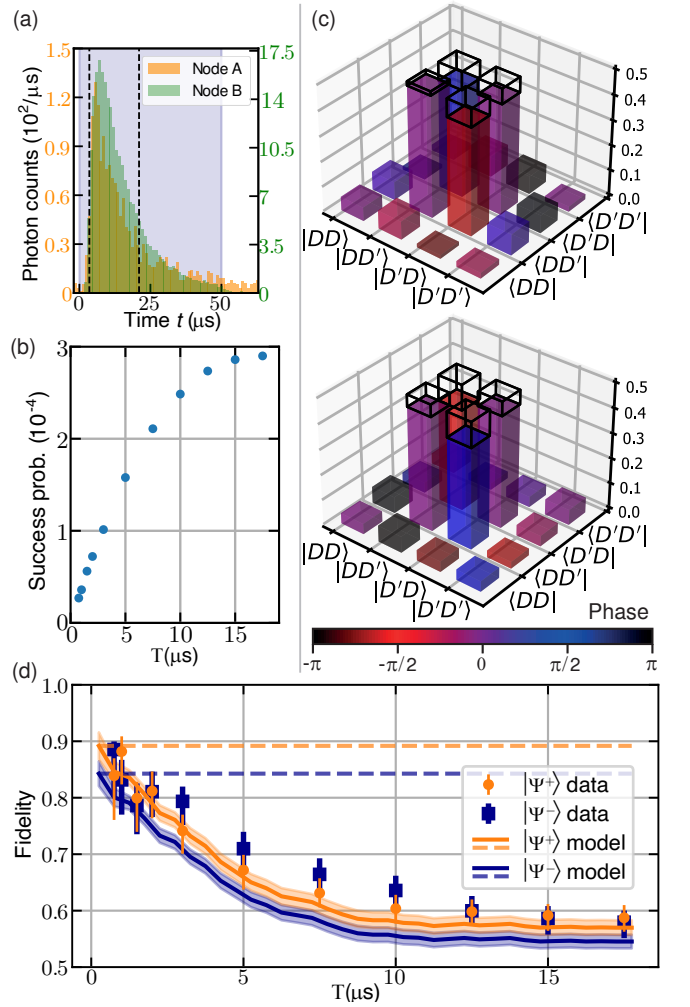 (a)
Photon counts (10²/μs)
1.5
1.2
0.9
0.6
0.3
0
17.5
14
10.5
7
3.5
0
Node A
Node B
0
25
50
Time t (μs)
(b)
Success prob. (10⁻⁴)
3
2
1
0
5
10
15
T(μs)
(c)
0.5
0.4
0.3
0.2
0.1
0.0
|DD⟩
|DD'⟩
|D'D⟩
|D'D'⟩
⟨DD|
⟨DD'|
⟨D'D|
⟨D'D'|
0.5
0.4
0.3
0.2
0.1
0.0
|DD⟩
|DD'⟩
|D'D⟩
|D'D'⟩
⟨DD|
⟨DD'|
⟨D'D|
⟨D'D'|
Phase
-π
-π/2
0
π/2
π
(d)
Fidelity
1.0
0.9
0.8
0.7
0.6
0.5
|Ψ⁺⟩ data
|Ψ⁻⟩ data
|Ψ⁺⟩ model
|Ψ⁻⟩ model
0
5
10
15
T(μs)